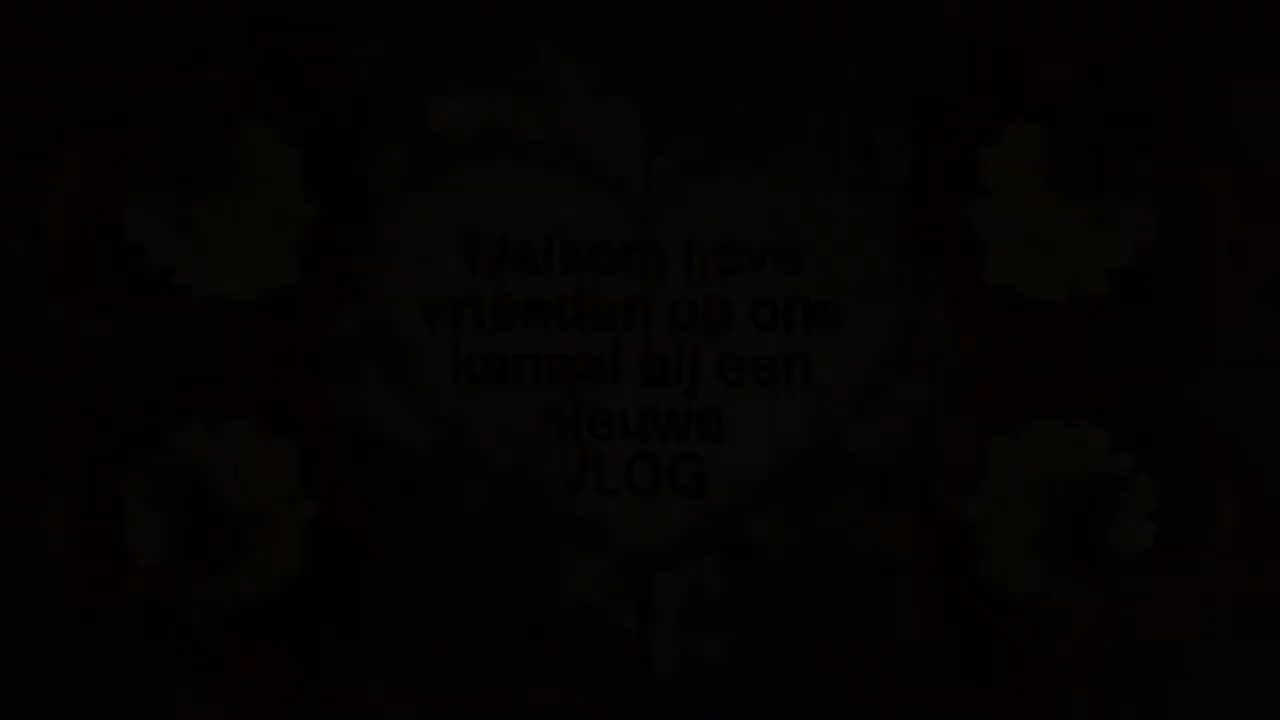 Welkom lieve
vrienden op ons
kanaal bij een
nieuwe
VLOG